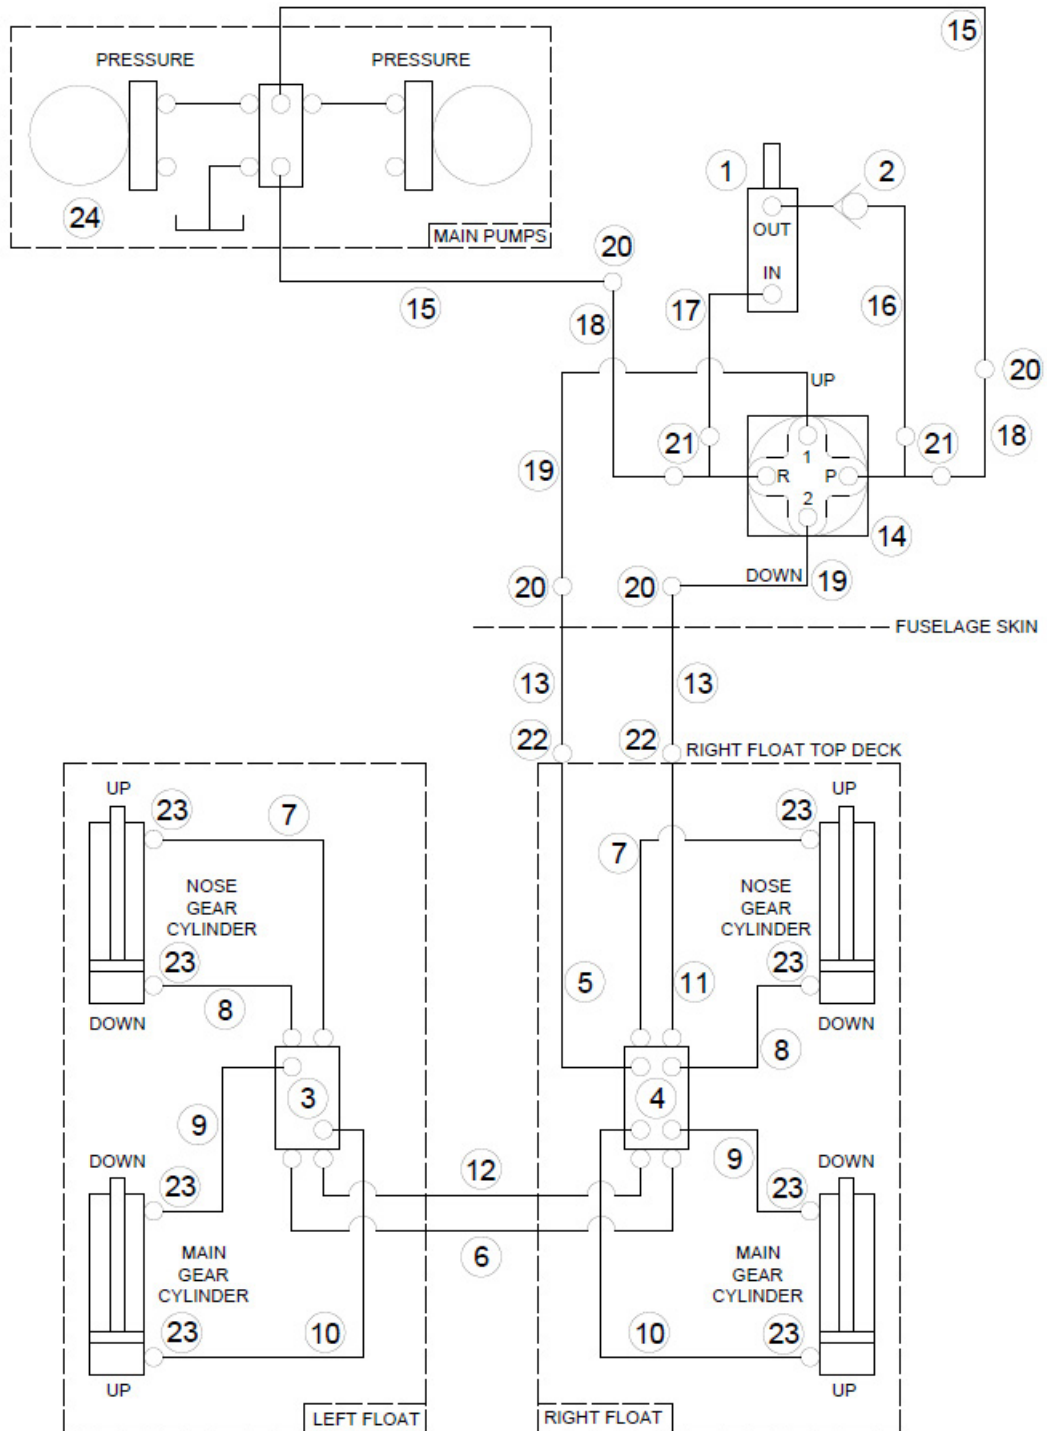 15
PRESSURE
PRESSURE
24
MAIN PUMPS
1
2
OUT
IN
20
15
18
17
16
20
UP
21
21
18
19
1
R
P
2
14
20
20
DOWN
19
FUSELAGE SKIN
13
13
22
22
RIGHT FLOAT TOP DECK
UP
23
7
NOSE
GEAR
CYLINDER
23
8
DOWN
3
9
DOWN
23
MAIN
GEAR
CYLINDER
23
10
UP
LEFT FLOAT
12
6
UP
23
7
NOSE
GEAR
CYLINDER
5
11
23
DOWN
8
4
9
DOWN
23
MAIN
GEAR
CYLINDER
10
23
UP
RIGHT FLOAT